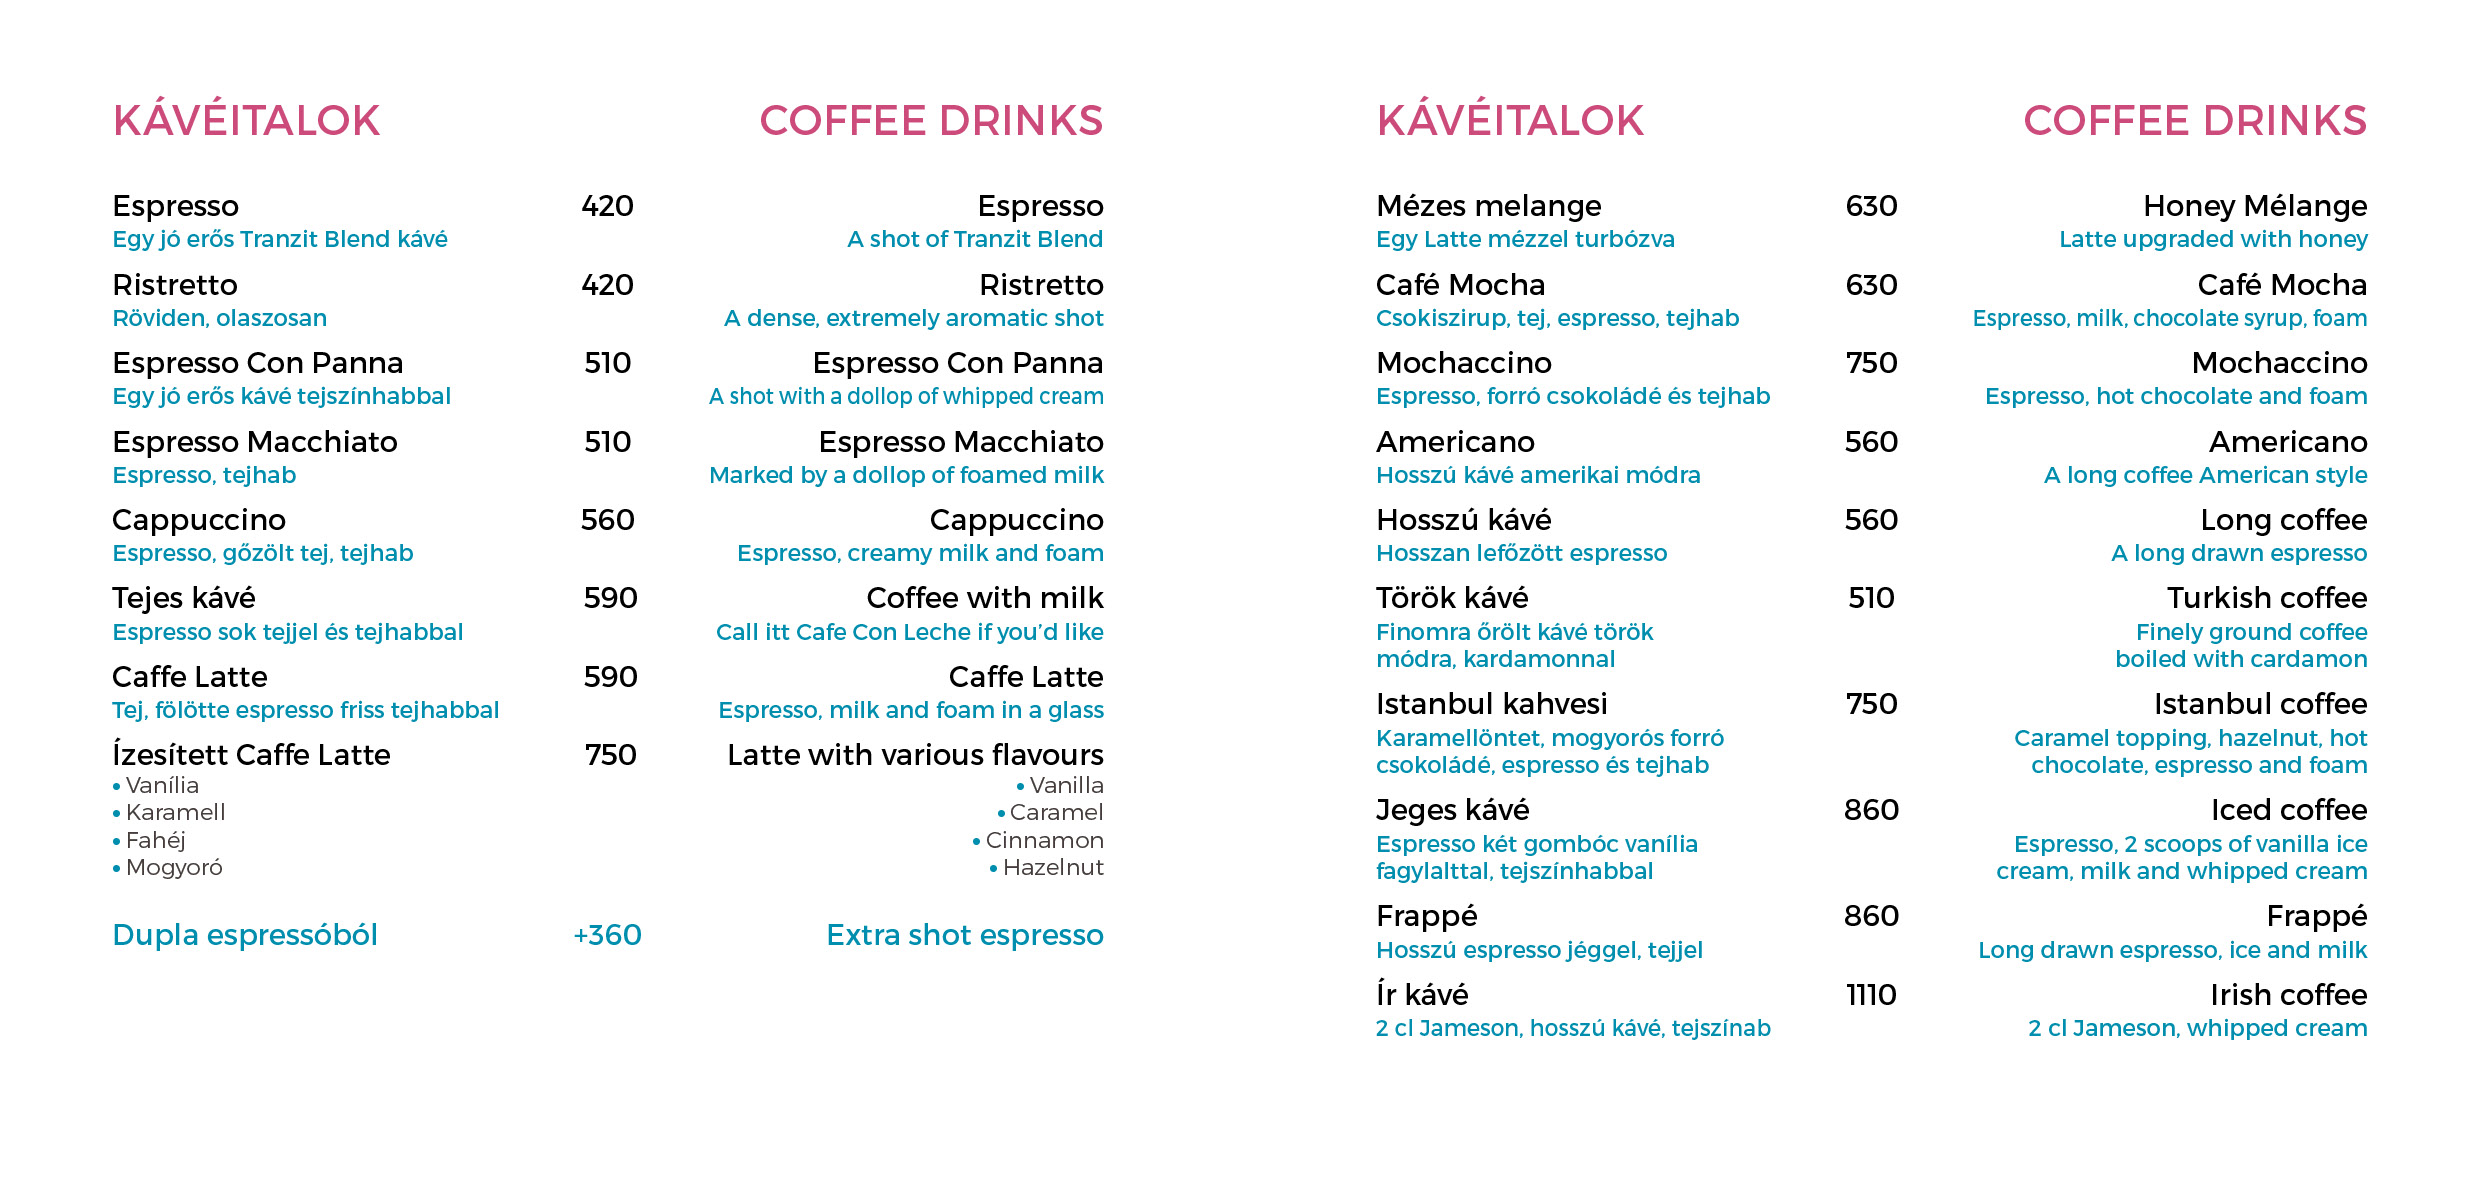 KÁVÉITALOK COFFEE DRINKS
Espresso 420 Espresso
Egy jó erős Tranzit Blend kávé A shot of Tranzit Blend
Ristretto 420 Ristretto
Röviden, olaszosan A dense, extremely aromatic shot
Espresso Con Panna 510 Espresso Con Panna
Egy jó erős kávé tejszínhabbal A shot with a dollop of whipped cream
Espresso Macchiato 510 Espresso Macchiato
Espresso, tejhab Marked by a dollop of foamed milk
Cappuccino 560 Cappuccino
Espresso, gőzölt tej, tejhab Espresso, creamy milk and foam
Tejes kávé 590 Coffee with milk
Espresso sok tejjel és tejhabbal Call itt Cafe Con Leche if you’d like
Caffe Latte 590 Caffe Latte
Tej, fölötte espresso friss tejhabbal Espresso, milk and foam in a glass
Ízesített Caffe Latte 750 Latte with various flavours
• Vanília • Vanilla
• Karamell • Caramel
• Fahéj • Cinnamon
• Mogyoró • Hazelnut
Dupla espressóból +360 Extra shot espresso
KÁVÉITALOK COFFEE DRINKS
Mézes melange 630 Honey Mélange
Egy Latte mézzel turbózva Latte upgraded with honey
Café Mocha 630 Café Mocha
Csokiszirup, tej, espresso, tejhab Espresso, milk, chocolate syrup, foam
Mochaccino 750 Mochaccino
Espresso, forró csokoládé és tejhab Espresso, hot chocolate and foam
Americano 560 Americano
Hosszú kávé amerikai módra A long coffee American style
Hosszú kávé 560 Long coffee
Hosszan lefőzött espresso A long drawn espresso
Török kávé 510 Turkish coffee
Finomra őrölt kávé török Finely ground coffee
módra, kardamonnal boiled with cardamon
Istanbul kahvesi 750 Istanbul coffee
Karamellöntet, mogyorós forró Caramel topping, hazelnut, hot
csokoládé, espresso és tejhab chocolate, espresso and foam
Jeges kávé 860 Iced coffee
Espresso két gombóc vanília Espresso, 2 scoops of vanilla ice
fagylalttal, tejszínhabbal cream, milk and whipped cream
Frappé 860 Frappé
Hosszú espresso jéggel, tejjel Long drawn espresso, ice and milk
Ír kávé 1110 Irish coffee
2 cl Jameson, hosszú kávé, tejszínab 2 cl Jameson, whipped cream